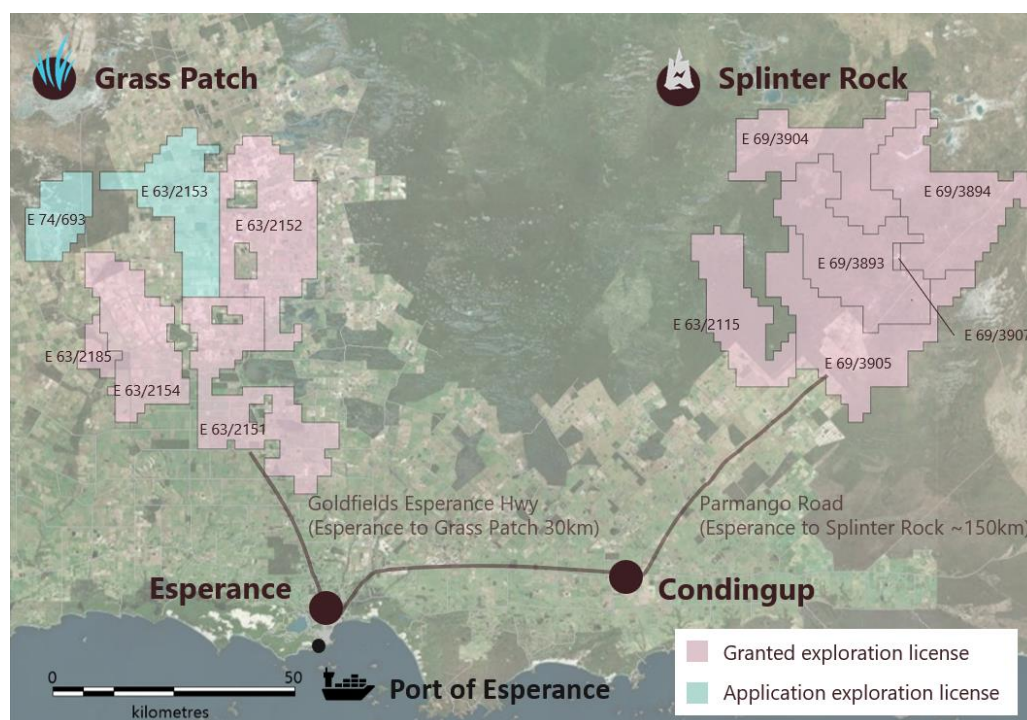 Grass Patch
Splinter Rock
E 69/3904
E 63/2153
E 69/3894
E 74/693
E 63/2152
E 69/3893
E 63/2115
E 69/3907
E 63/2185
E 69/3905
E 63/2154
E 63/2151
Goldfields Esperance Hwy
(Esperance to Grass Patch 30km)
Parmango Road
(Esperance to Splinter Rock ~150km)
Esperance
Condingup
Port of Esperance
0 50
kilometres
Granted exploration license
Application exploration license